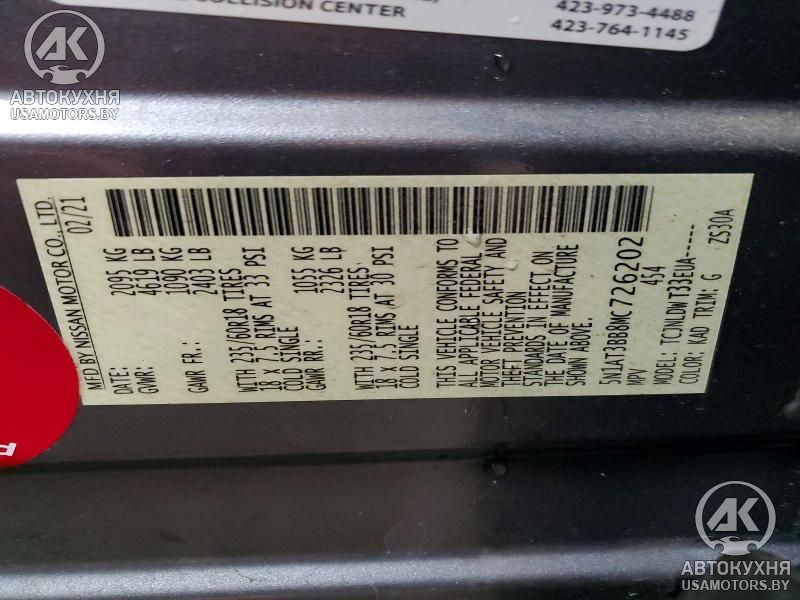 COLLISION CENTER
423-973-4488
423-764-1145
AK
АВТОКУХНЯ
USAMOTORS.BY
MFD BY NISSAN MOTOR CO., LTD.
DATE: 02/21
GVWR: 2095 KG
4619 LB
GAWR FR.: 1090 KG
2403 LB
WITH 235/60R18 TIRES
18 X 7.5 RIMS AT 33 PSI
COLD SINGLE
GAWR RR.: 1055 KG
2326 LB
WITH 235/60R18 TIRES
18 X 7.5 RIMS AT 30 PSI
COLD SINGLE
THIS VEHICLE CONFORMS TO
ALL APPLICABLE FEDERAL
MOTOR VEHICLE SAFETY AND
THEFT PREVENTION
STANDARDS IN EFFECT ON
THE DATE OF MANUFACTURE
SHOWN ABOVE.
5N1AT3BB8MC726202
MPV 454
MODEL: TCJNLDW T33EUA-----
COLOR: KAD TRIM: G ZS30A
P
AK
АВТОКУХНЯ
USAMOTORS.BY